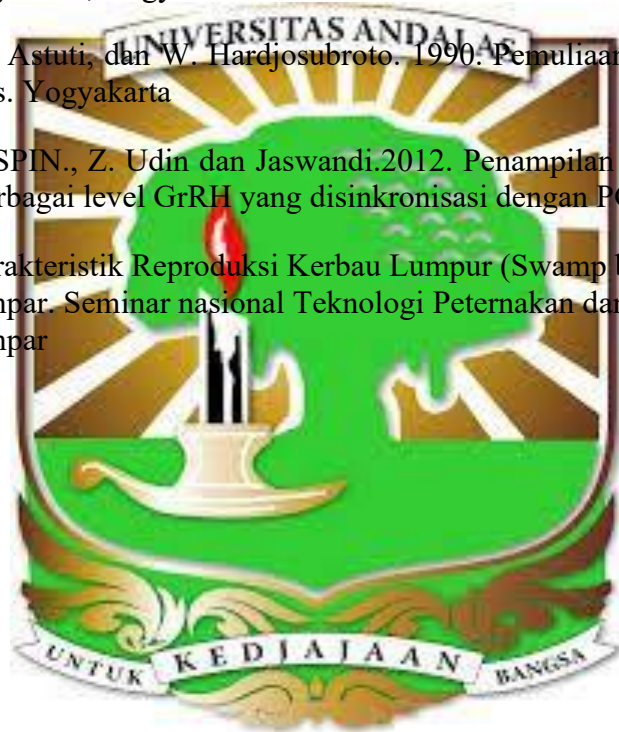 UNIVERSITAS ANDALAS
Astuti, dan W. Hardjosubroto. 1990. Pemuliaan
s. Yogyakarta
SPIN., Z. Udin dan Jaswandi.2012. Penampilan
rbagai level GrRH yang disinkronisasi dengan P
rakteristik Reproduksi Kerbau Lumpur (Swamp b
npar. Seminar nasional Teknologi Peternakan dan
npar
UNTUK KEDJAJAAN BANGSA